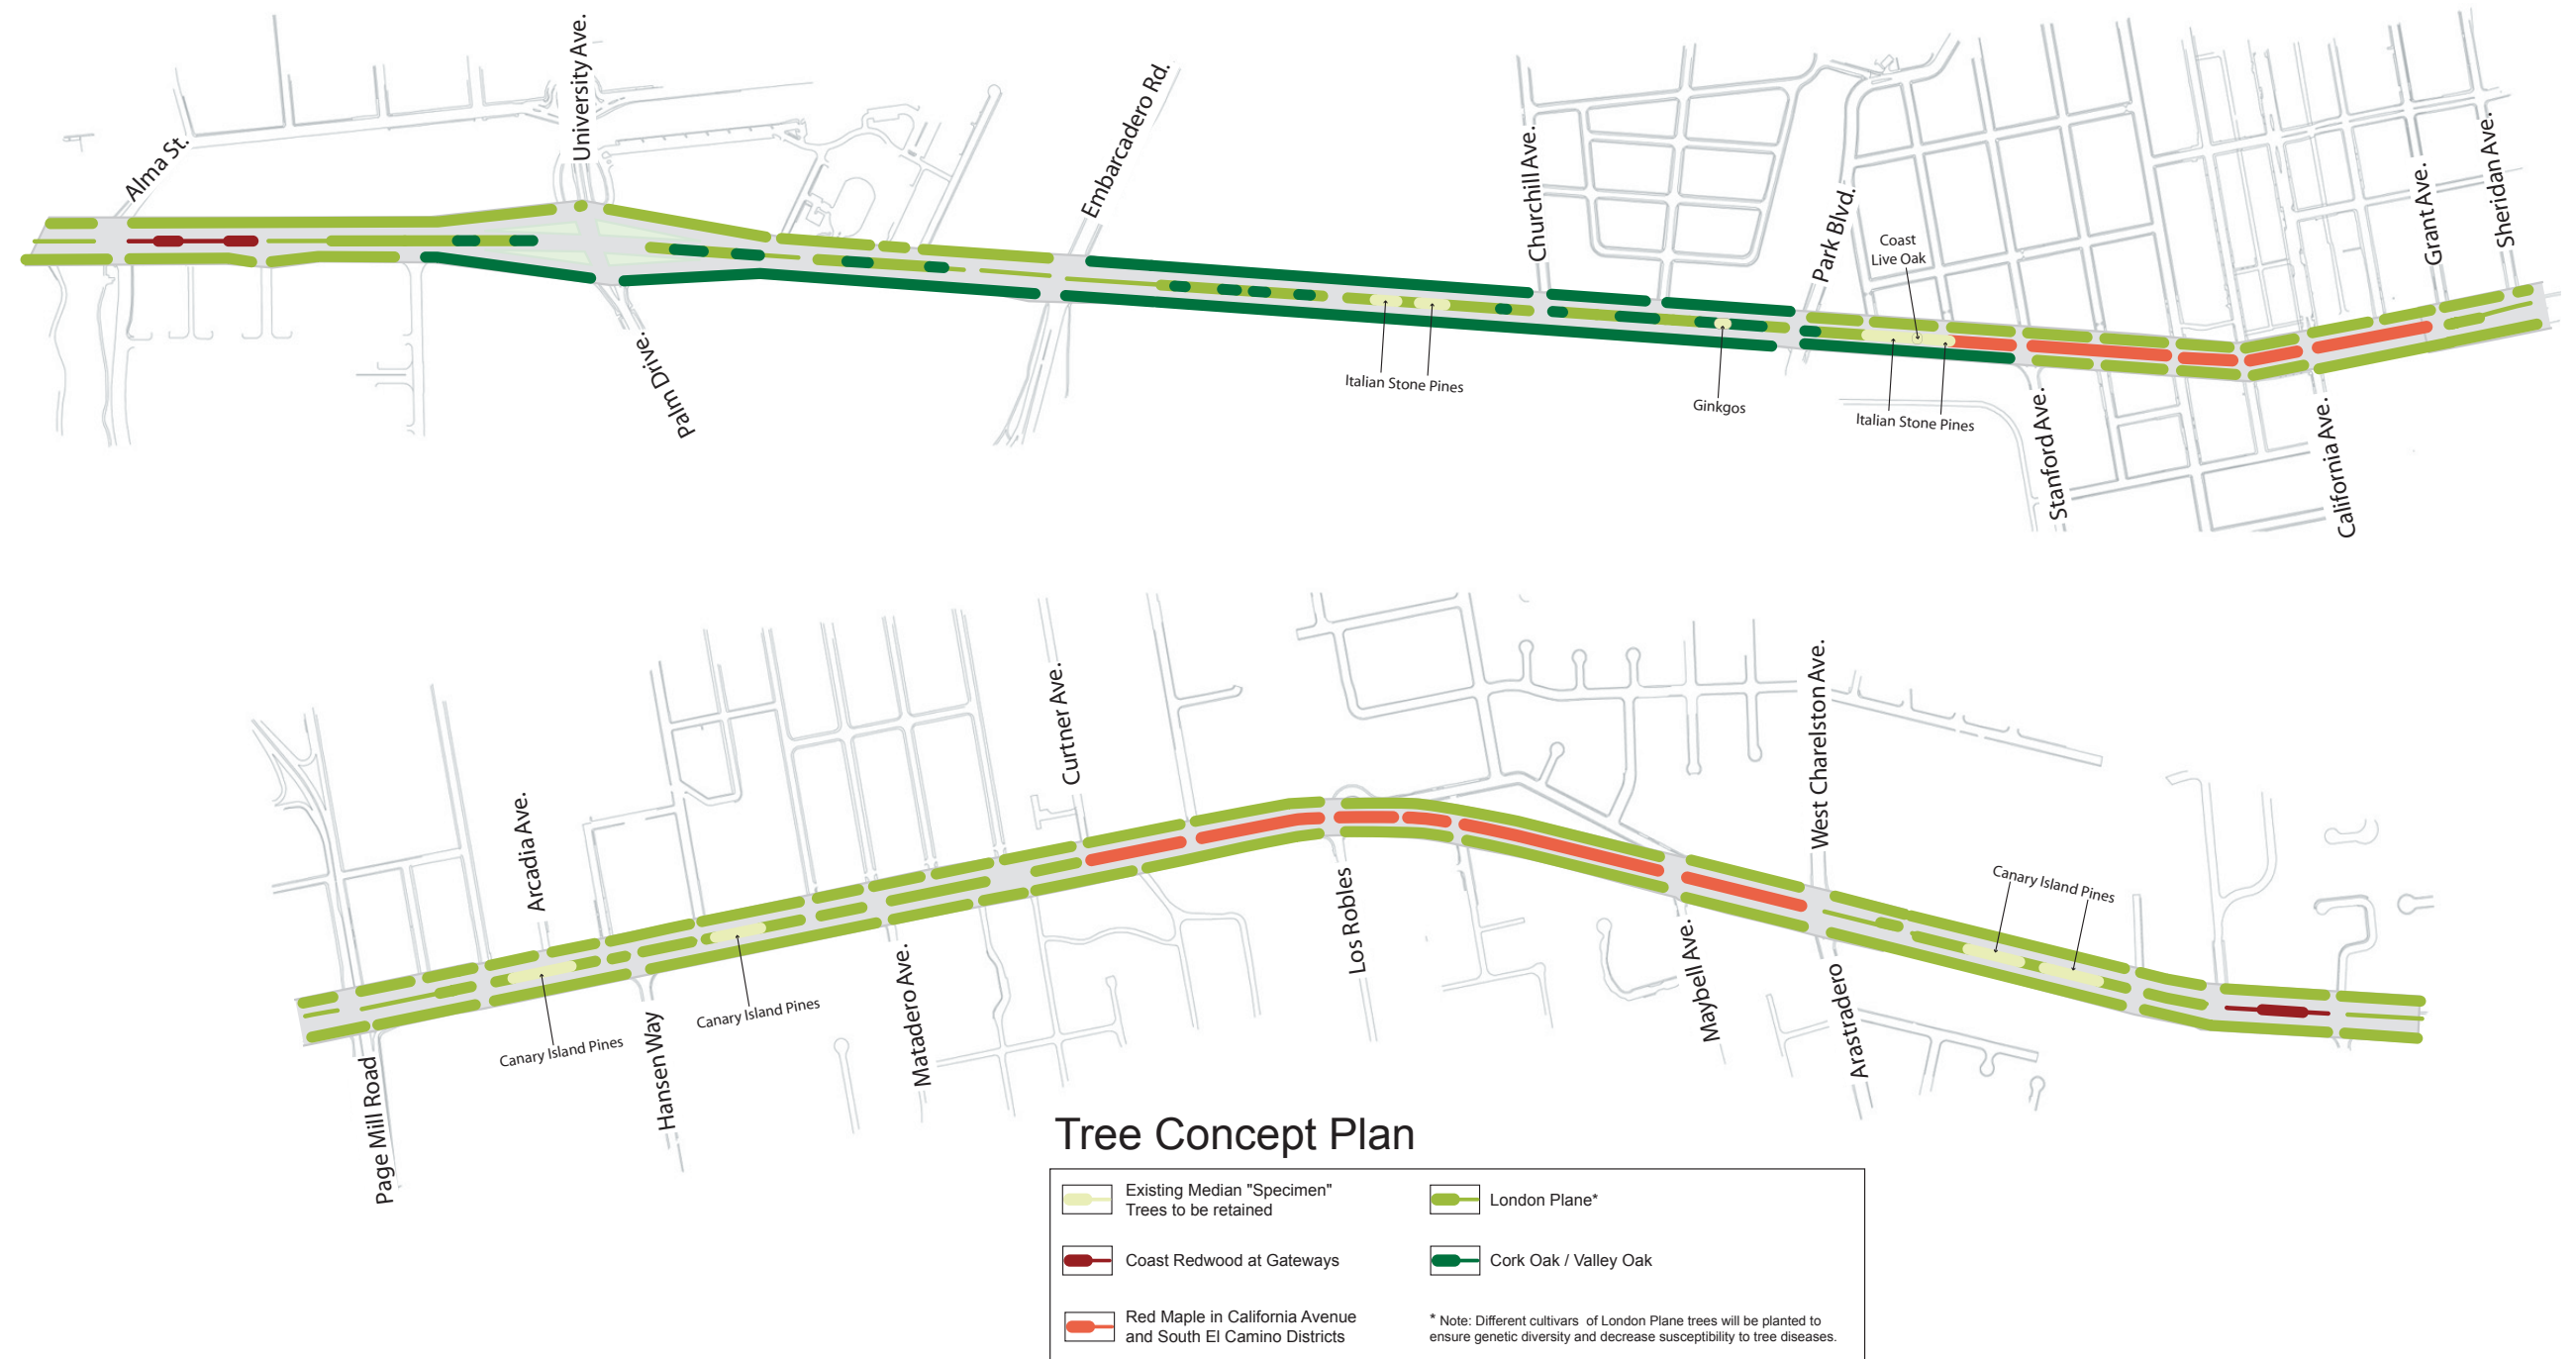 Alma St.
University Ave.
Palm Drive.
Embarcadero Rd.
Churchill Ave.
Park Blvd.
Coast
Live Oak
Grant Ave.
Sheridan Ave.
Italian Stone Pines
Ginkgos
Italian Stone Pines
Stanford Ave.
California Ave.
Page Mill Road
Arcadia Ave.
Canary Island Pines
Hansen Way
Canary Island Pines
Matadero Ave.
Curtner Ave.
Los Robles
Maybell Ave.
West Charelston Ave.
Arastradero
Canary Island Pines
Tree Concept Plan
Existing Median "Specimen"
Trees to be retained
London Plane*
Coast Redwood at Gateways
Cork Oak / Valley Oak
Red Maple in California Avenue
and South El Camino Districts
* Note: Different cultivars of London Plane trees will be planted to
ensure genetic diversity and decrease susceptibility to tree diseases.